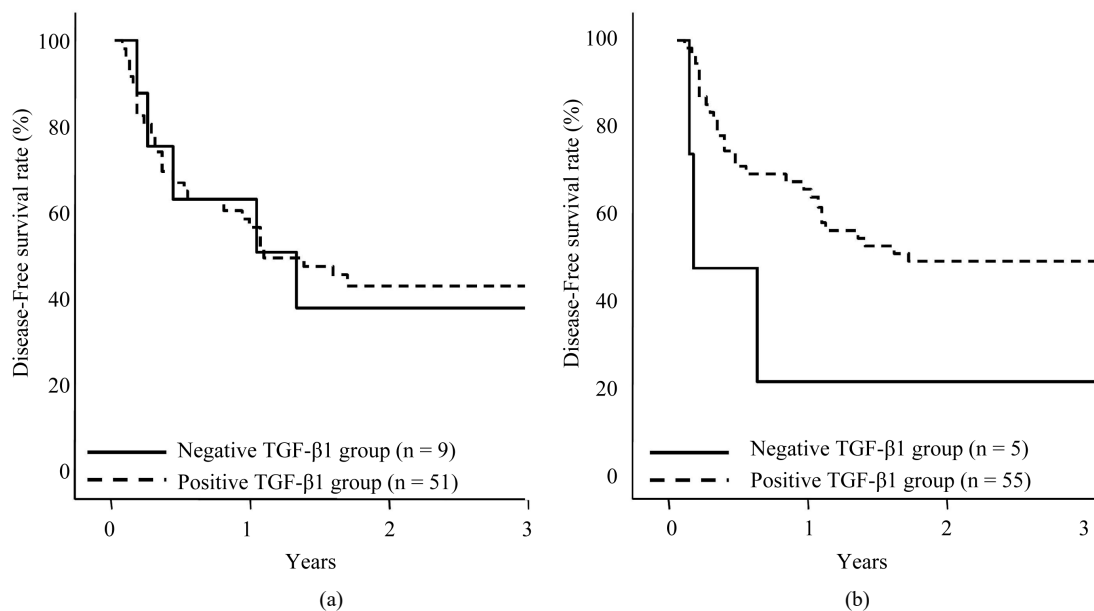 Disease-Free survival rate (%)
100
80
60
40
20
0
Negative TGF-β1 group (n = 9)
Positive TGF-β1 group (n = 51)
0 1 2 3
Years
(a)
Disease-Free survival rate (%)
100
80
60
40
20
0
Negative TGF-β1 group (n = 5)
Positive TGF-β1 group (n = 55)
0 1 2 3
Years
(b)